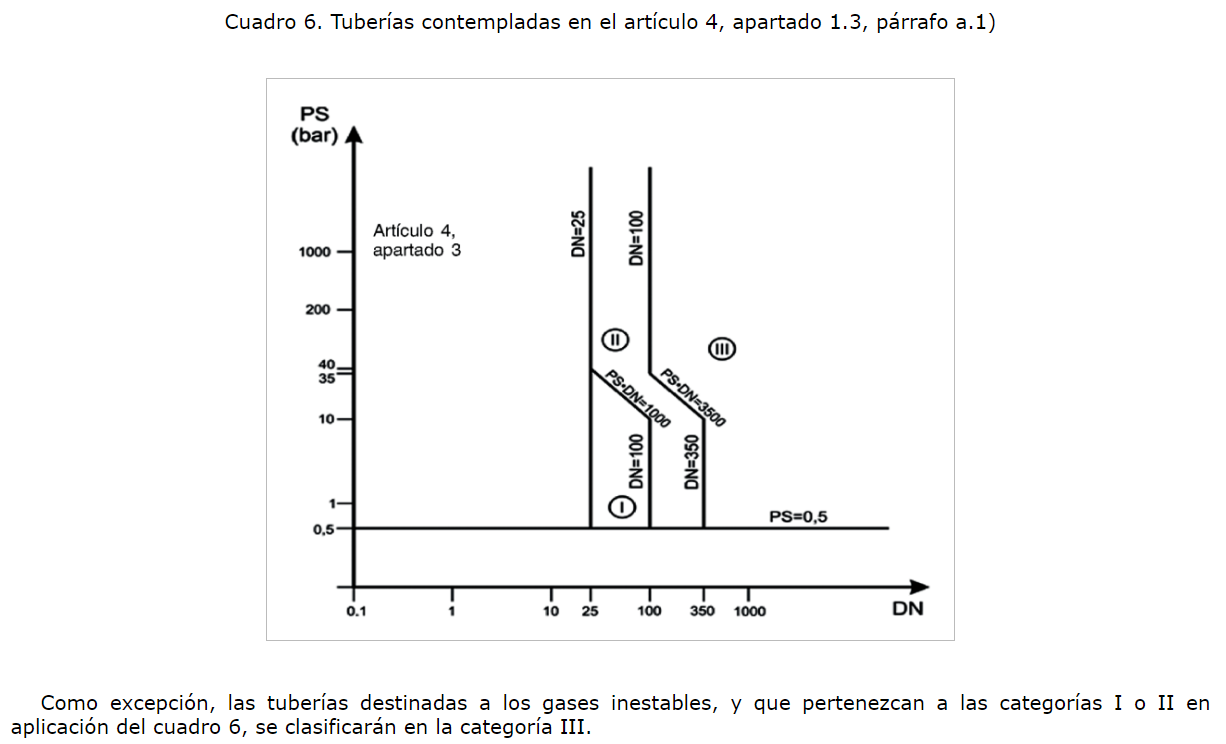 Cuadro 6. Tuberías contempladas en el artículo 4, apartado 1.3, párrafo a.1)
PS
(bar)
Artículo 4,
apartado 3
DN=25
DN=100
1000
200
40
35
10
1
0,5
II
III
PS•DN=1000
PS•DN=3500
DN=100
DN=350
I
PS=0,5
0.1
1
10
25
100
350
1000
DN
Como excepción, las tuberías destinadas a los gases inestables, y que pertenezcan a las categorías I o II en
aplicación del cuadro 6, se clasificarán en la categoría III.